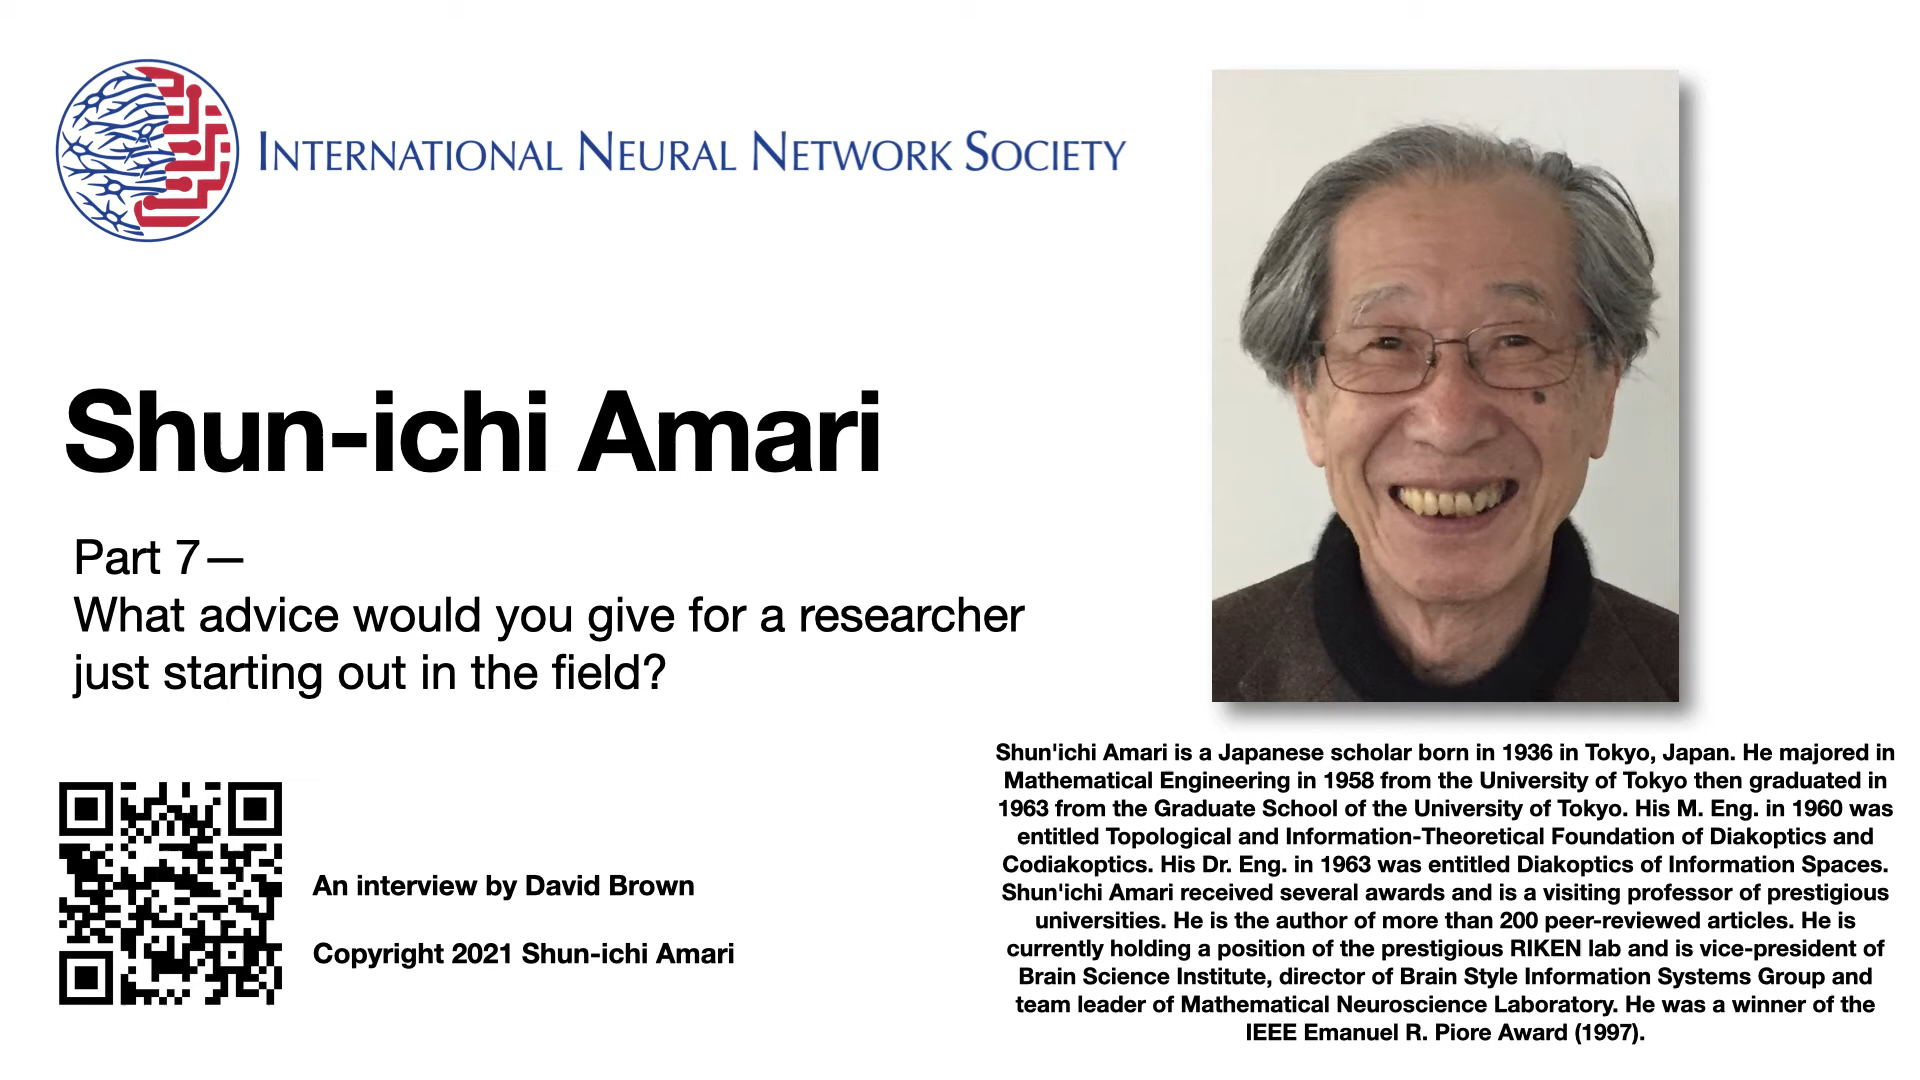 INTERNATIONAL NEURAL NETWORK SOCIETY
Shun-ichi Amari
Part 7—
What advice would you give for a researcher
just starting out in the field?
An interview by David Brown
Copyright 2021 Shun-ichi Amari
Shun'ichi Amari is a Japanese scholar born in 1936 in Tokyo, Japan. He majored in
Mathematical Engineering in 1958 from the University of Tokyo then graduated in
1963 from the Graduate School of the University of Tokyo. His M. Eng. in 1960 was
entitled Topological and Information-Theoretical Foundation of Diakoptics and
Codiakoptics. His Dr. Eng. in 1963 was entitled Diakoptics of Information Spaces.
Shun'ichi Amari received several awards and is a visiting professor of prestigious
universities. He is the author of more than 200 peer-reviewed articles. He is
currently holding a position of the prestigious RIKEN lab and is vice-president of
Brain Science Institute, director of Brain Style Information Systems Group and
team leader of Mathematical Neuroscience Laboratory. He was a winner of the
IEEE Emanuel R. Piore Award (1997).